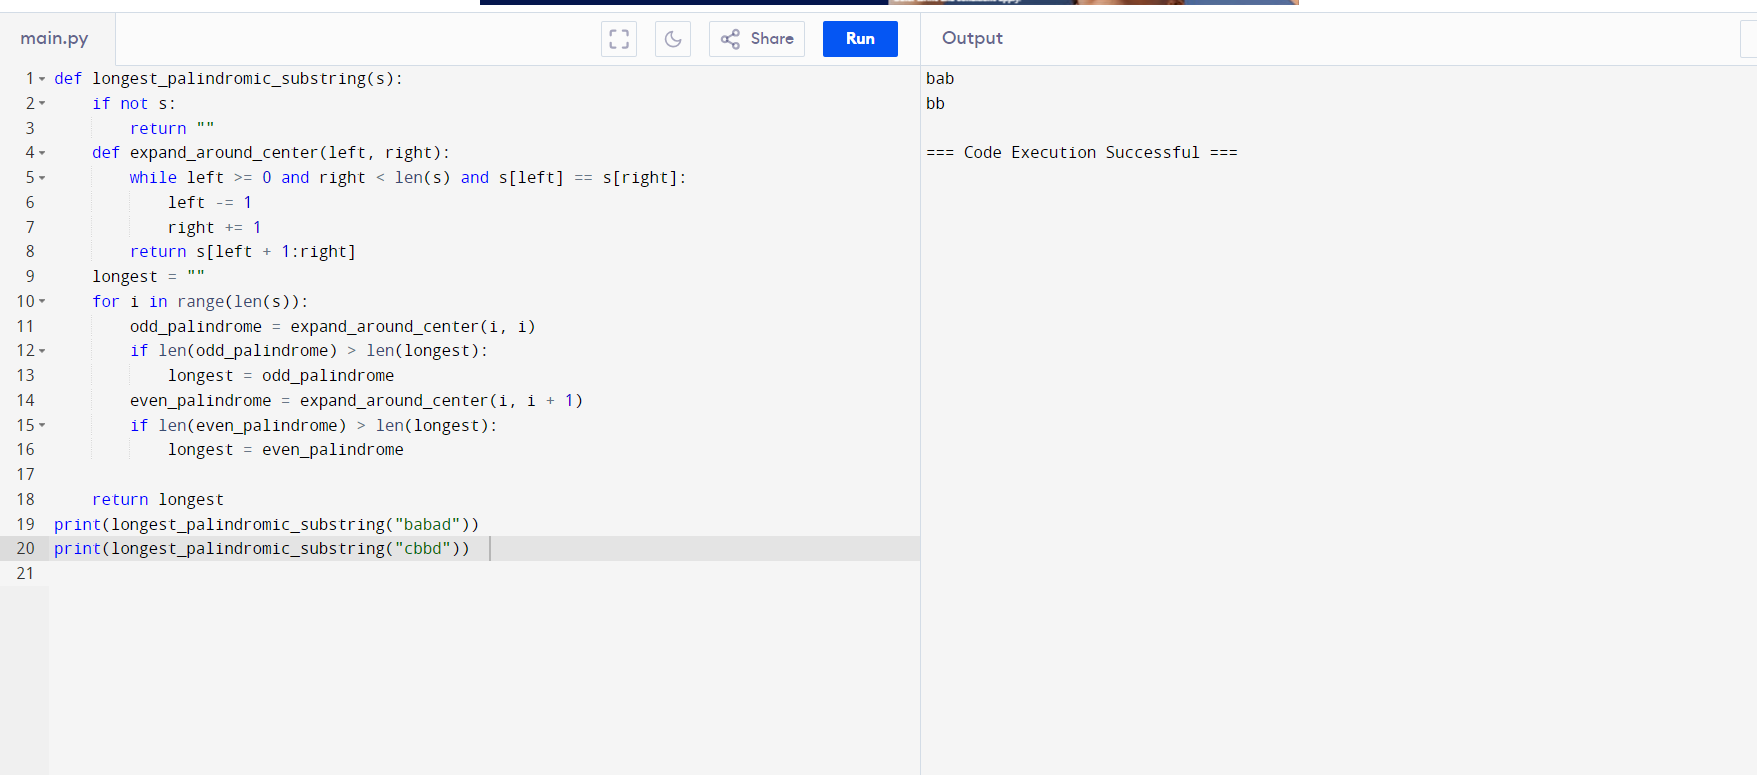 main.py
Share
Run
Output
1 def longest_palindromic_substring(s):
2     if not s:
3         return ""
4     def expand_around_center(left, right):
5         while left >= 0 and right < len(s) and s[left] == s[right]:
6             left -= 1
7             right += 1
8         return s[left + 1:right]
9     longest = ""
10     for i in range(len(s)):
11         odd_palindrome = expand_around_center(i, i)
12         if len(odd_palindrome) > len(longest):
13             longest = odd_palindrome
14         even_palindrome = expand_around_center(i, i + 1)
15         if len(even_palindrome) > len(longest):
16             longest = even_palindrome
17
18     return longest
19 print(longest_palindromic_substring("babad"))
20 print(longest_palindromic_substring("cbbd"))
21
bab
bb
=== Code Execution Successful ===